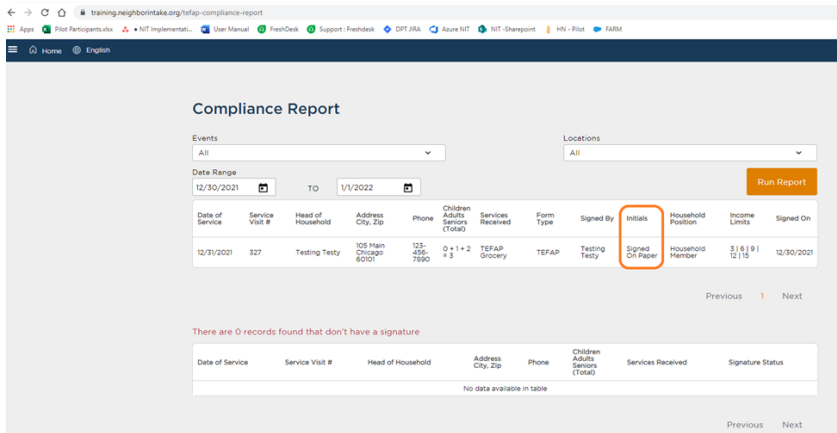 training.neighborintake.org/tefap-compliance-report
Apps Pilot Participants.xlsx • NIT Implementati... User Manual FreshDesk Support : Freshdesk DPT JIRA Azure NIT NIT -Sharepoint HN - Pilot FARM
Home English
Compliance Report
Events Locations
All All
Date Range
12/30/2021 TO 1/1/2022 Run Report
Date of Service Service Visit # Head of Household Address City, Zip Phone Children Adults Seniors (Total) Services Received Form Type Signed By Initials Household Position Income Limits Signed On
12/31/2021 327 Testing Testy 105 Main Chicago 60101 123-456-7890 0 + 1 + 2 = 3 TEFAP Grocery TEFAP Testing Testy Signed On Paper Household Member 3 | 6 | 9 | 12 | 15 12/30/2021
Previous 1 Next
There are 0 records found that don't have a signature
Date of Service Service Visit # Head of Household Address City, Zip Phone Children Adults Seniors (Total) Services Received Signature Status
No data available in table
Previous Next